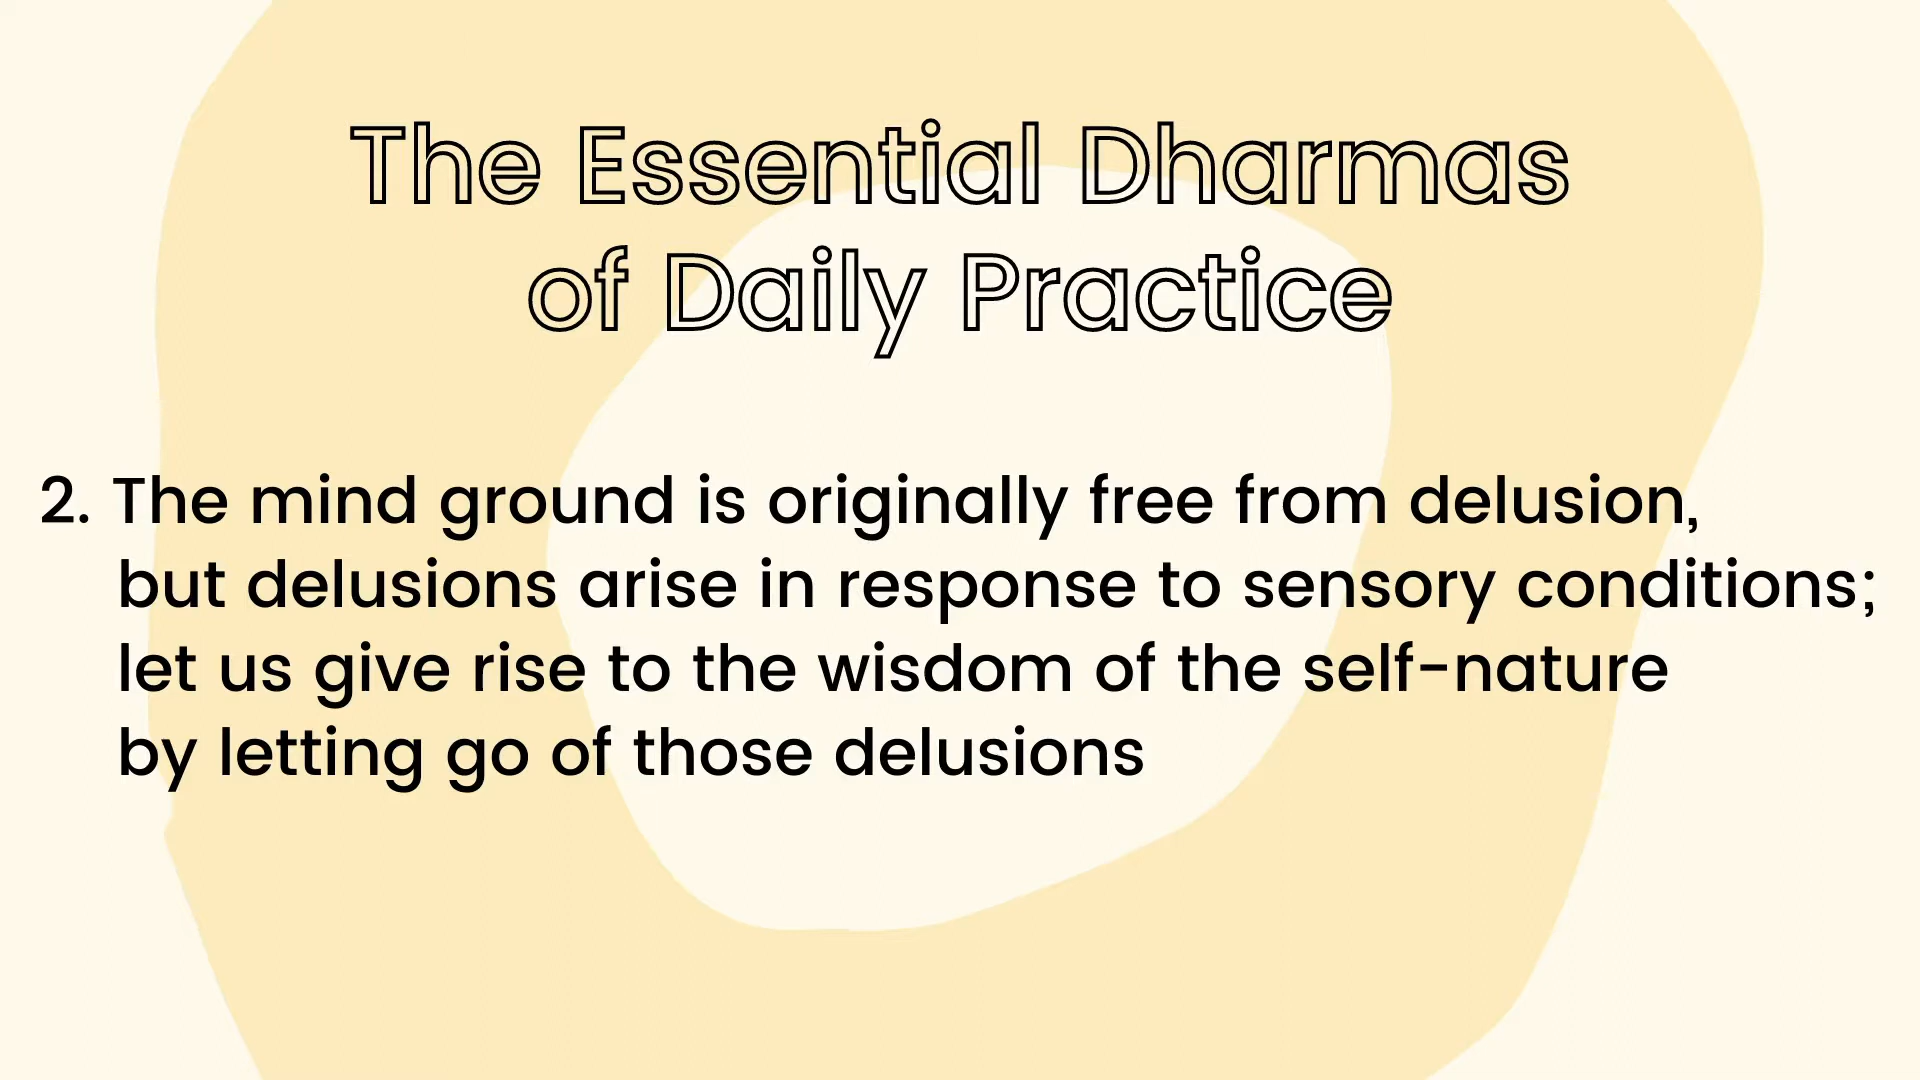 The Essential Dharmas
of Daily Practice
2. The mind ground is originally free from delusion,
but delusions arise in response to sensory conditions;
let us give rise to the wisdom of the self-nature
by letting go of those delusions